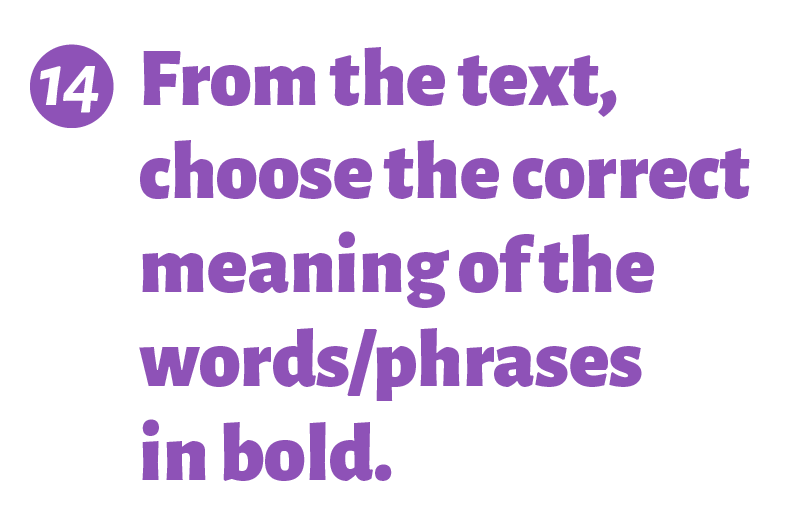 14 From the text,
choose the correct
meaning of the
words/phrases
in bold.